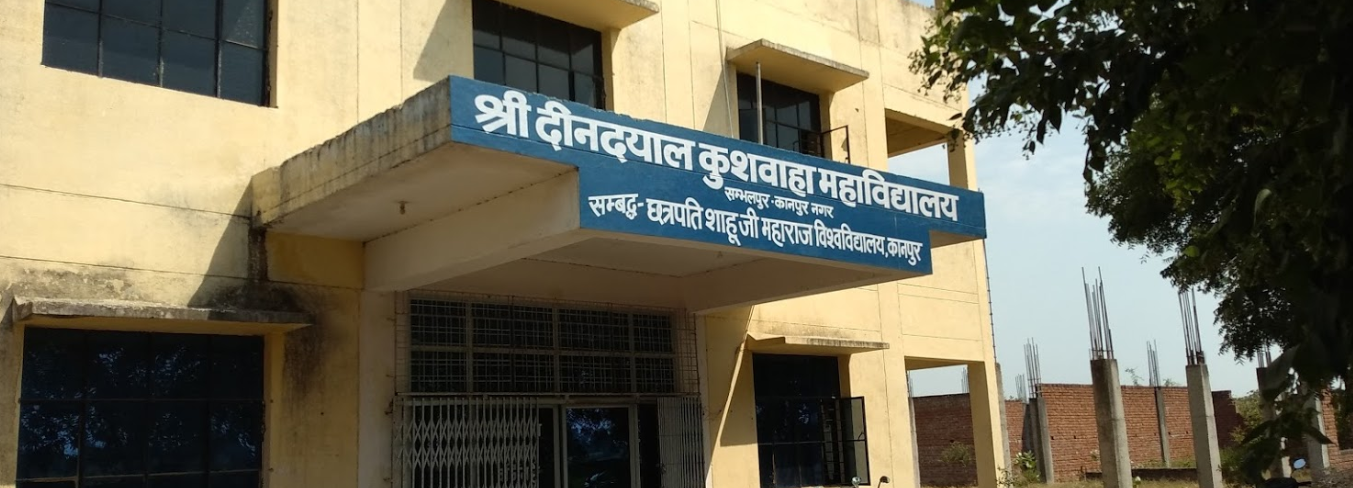 श्री दीनदयाल कुशवाहा महाविद्यालय
सम्भलपुर - कानपुर नगर
सम्बद्ध- छत्रपति शाहू जी महाराज विश्वविद्यालय, कानपुर